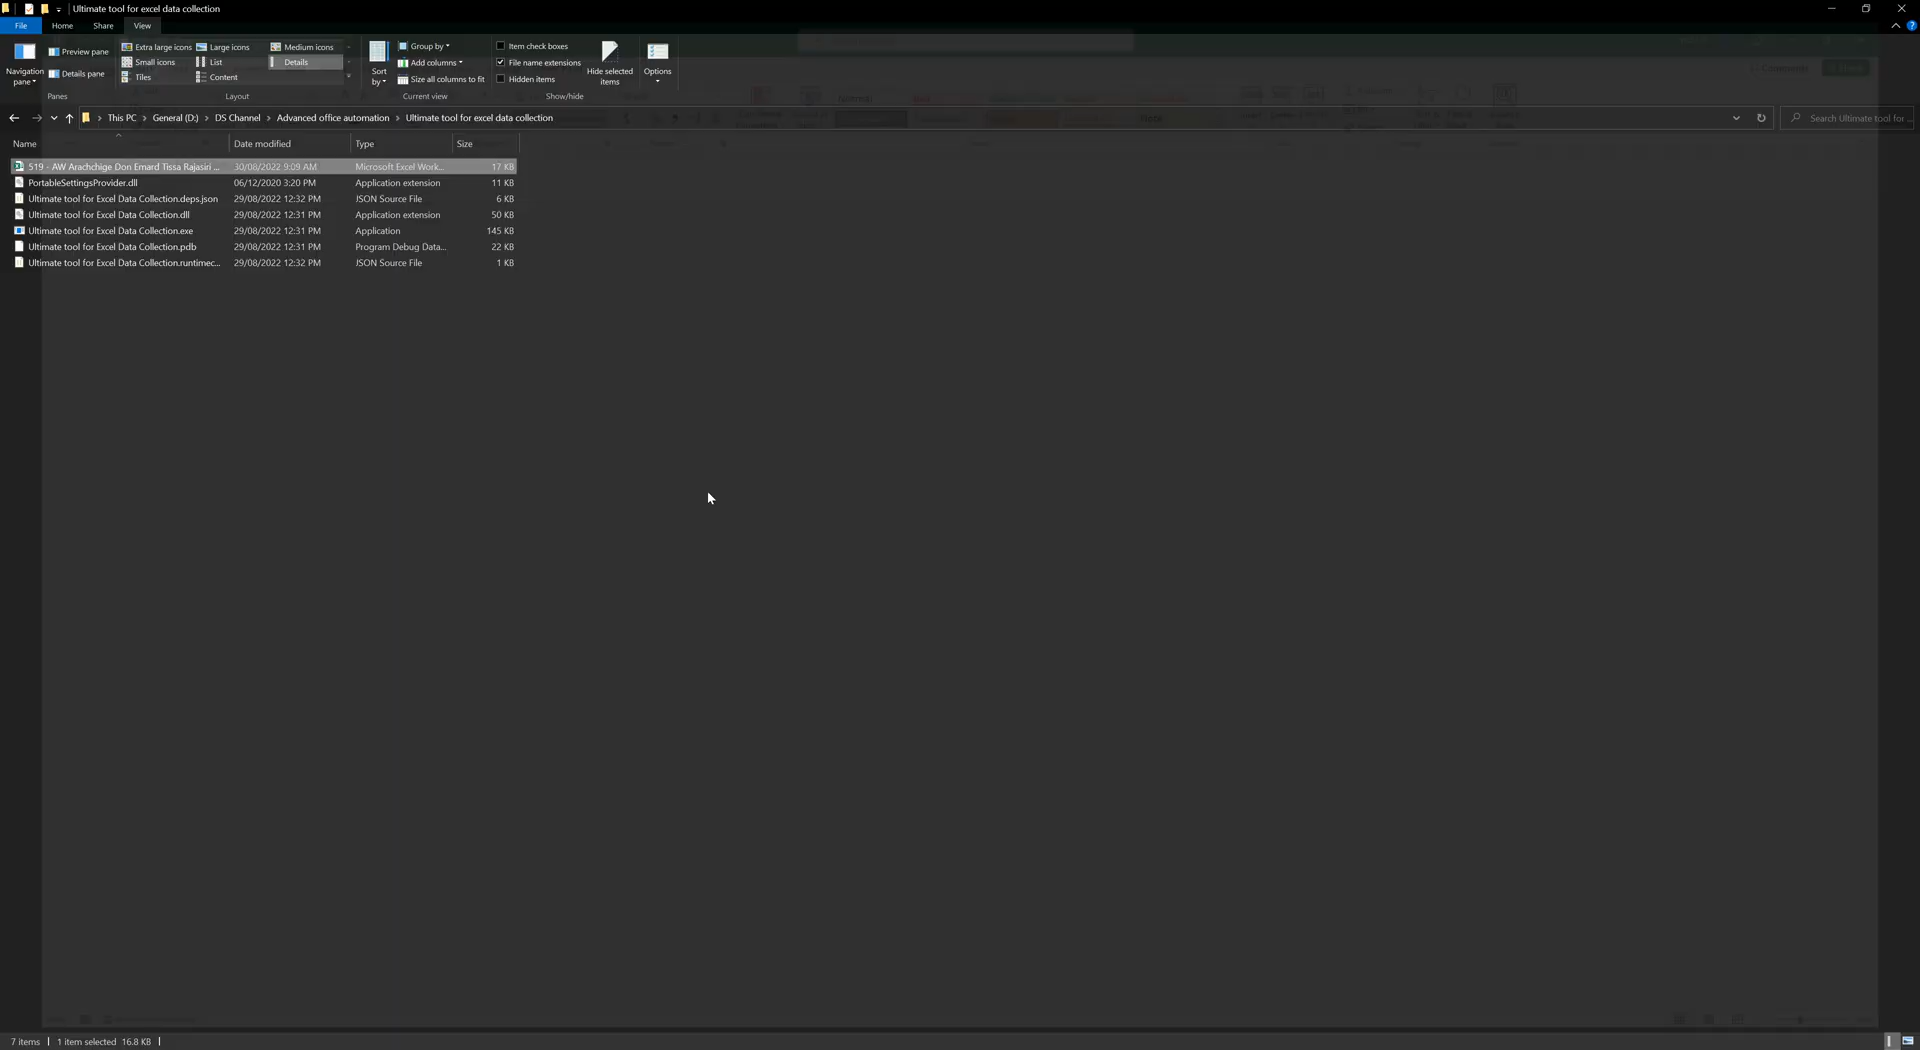 Ultimate tool for excel data collection
File Home Share View
Navigation pane
Preview pane
Details pane
Panes
Extra large icons Large icons Medium icons
Small icons List Details
Tiles Content
Layout
Sort by
Group by
Add columns
Size all columns to fit
Current view
Item check boxes
File name extensions
Hidden items
Hide selected items
Show/hide
Options
This PC > General (D:) > DS Channel > Advanced office automation > Ultimate tool for excel data collection
Search Ultimate tool for ...
Name Date modified Type Size
519 - AW Arachchige Don Emard Tissa Rajasiri ... 30/08/2022 9:09 AM Microsoft Excel Work... 17 KB
PortableSettingsProvider.dll 06/12/2020 3:20 PM Application extension 11 KB
Ultimate tool for Excel Data Collection.deps.json 29/08/2022 12:32 PM JSON Source File 6 KB
Ultimate tool for Excel Data Collection.dll 29/08/2022 12:31 PM Application extension 50 KB
Ultimate tool for Excel Data Collection.exe 29/08/2022 12:31 PM Application 145 KB
Ultimate tool for Excel Data Collection.pdb 29/08/2022 12:31 PM Program Debug Data... 22 KB
Ultimate tool for Excel Data Collection.runtimec... 29/08/2022 12:32 PM JSON Source File 1 KB
7 items 1 item selected 16.8 KB